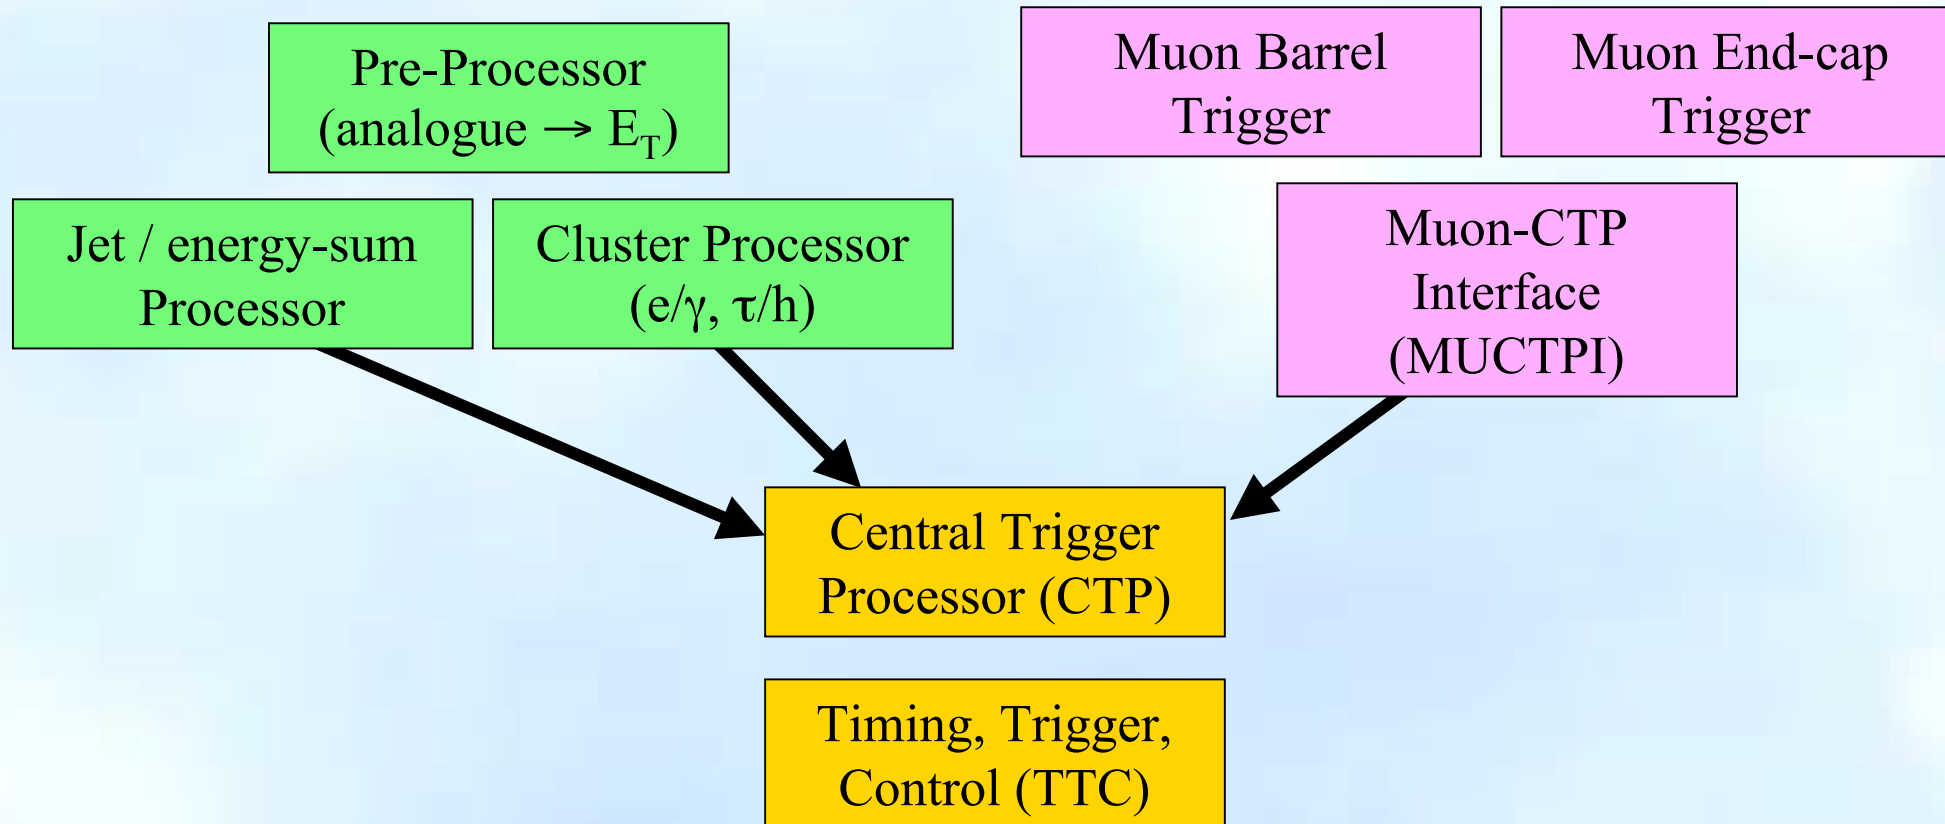 Pre-Processor
(analogue → E_T)
Muon Barrel
Trigger
Muon End-cap
Trigger
Jet / energy-sum
Processor
Cluster Processor
(e/γ, τ/h)
Muon-CTP
Interface
(MUCTPI)
Central Trigger
Processor (CTP)
Timing, Trigger,
Control (TTC)